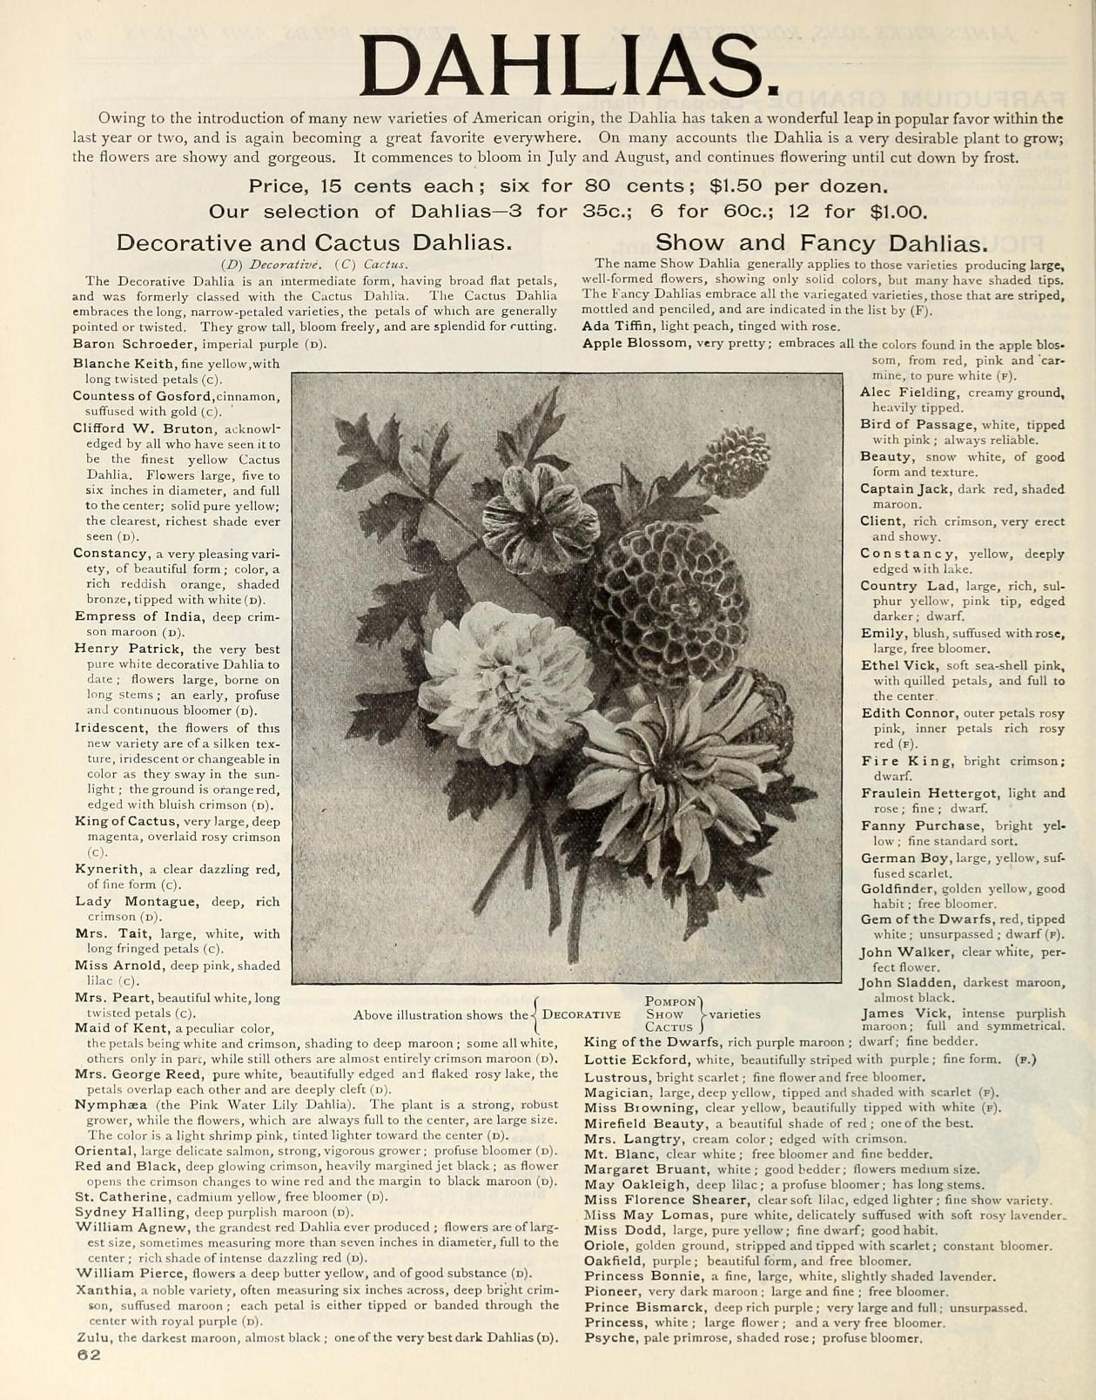 DAHLIAS.
Owing to the introduction of many new varieties of American origin, the Dahlia has taken a wonderful leap in popular favor within the
last year or two, and is again becoming a great favorite everywhere. On many accounts the Dahlia is a very desirable plant to grow;
the flowers are showy and gorgeous. It commences to bloom in July and August, and continues flowering until cut down by frost.
Price, 15 cents each; six for 80 cents; $1.50 per dozen.
Our selection of Dahlias—3 for 35c.; 6 for 60c.; 12 for $1.00.
Decorative and Cactus Dahlias.
(D) Decorative. (C) Cactus.
The Decorative Dahlia is an intermediate form, having broad flat petals,
and was formerly classed with the Cactus Dahlia. The Cactus Dahlia
embraces the long, narrow-petaled varieties, the petals of which are generally
pointed or twisted. They grow tall, bloom freely, and are splendid for cutting.
Baron Schroeder, imperial purple (D).
Blanche Keith, fine yellow, with
long twisted petals (C).
Countess of Gosford, cinnamon,
suffused with gold (C).
Clifford W. Bruton, acknowl-
edged by all who have seen it to
be the finest yellow Cactus
Dahlia. Flowers large, five to
six inches in diameter, and full
to the center; solid pure yellow;
the clearest, richest shade ever
seen (D).
Constancy, a very pleasing vari-
ety, of beautiful form; color, a
rich reddish orange, shaded
bronze, tipped with white (D).
Empress of India, deep crim-
son maroon (D).
Henry Patrick, the very best
pure white decorative Dahlia to
date; flowers large, borne on
long stems; an early, profuse
and continuous bloomer (D).
Iridescent, the flowers of this
new variety are of a silken tex-
ture, iridescent or changeable in
color as they sway in the sun-
light; the ground is orange red,
edged with bluish crimson (D).
King of Cactus, very large, deep
magenta, overlaid rosy crimson
(C).
Kynerith, a clear dazzling red,
of fine form (C).
Lady Montague, deep, rich
crimson (D).
Mrs. Tait, large, white, with
long fringed petals (C).
Miss Arnold, deep pink, shaded
lilac (C).
Mrs. Peart, beautiful white, long
twisted petals (C).
Maid of Kent, a peculiar color,
the petals being white and crimson, shading to deep maroon; some all white,
others only in part, while still others are almost entirely crimson maroon (D).
Mrs. George Reed, pure white, beautifully edged and flaked rosy lake, the
petals overlap each other and are deeply cleft (D).
Nymphæa (the Pink Water Lily Dahlia). The plant is a strong, robust
grower, while the flowers, which are always full to the center, are large size.
The color is a light shrimp pink, tinted lighter toward the center (D).
Oriental, large delicate salmon, strong, vigorous grower; profuse bloomer (D).
Red and Black, deep glowing crimson, heavily margined jet black; as flower
opens the crimson changes to wine red and the margin to black maroon (D).
St. Catherine, cadmium yellow, free bloomer (D).
Sydney Halling, deep purplish maroon (D).
William Agnew, the grandest red Dahlia ever produced; flowers are of larg-
est size, sometimes measuring more than seven inches in diameter, full to the
center; rich shade of intense dazzling red (D).
William Pierce, flowers a deep butter yellow, and of good substance (D).
Xanthia, a noble variety, often measuring six inches across, deep bright crim-
son, suffused maroon; each petal is either tipped or banded through the
center with royal purple (D).
Zulu, the darkest maroon, almost black; one of the very best dark Dahlias (D).
62
Show and Fancy Dahlias.
The name Show Dahlia generally applies to those varieties producing large,
well-formed flowers, showing only solid colors, but many have shaded tips.
The Fancy Dahlias embrace all the variegated varieties, those that are striped,
mottled and penciled, and are indicated in the list by (F).
Ada Tiffin, light peach, tinged with rose.
Apple Blossom, very pretty; embraces all the colors found in the apple blos-
som, from red, pink and car-
mine, to pure white (F).
Alec Fielding, creamy ground,
heavily tipped.
Bird of Passage, white, tipped
with pink; always reliable.
Beauty, snow white, of good
form and texture.
Captain Jack, dark red, shaded
maroon.
Client, rich crimson, very erect
and showy.
Constancy, yellow, deeply
edged with lake.
Country Lad, large, rich, sul-
phur yellow, pink tip, edged
darker; dwarf.
Emily, blush, suffused with rose,
large, free bloomer.
Ethel Vick, soft sea-shell pink,
with quilled petals, and full to
the center.
Edith Connor, outer petals rosy
pink, inner petals rich rosy
red (F).
Fire King, bright crimson;
dwarf.
Fraulein Hettergot, light and
rose; fine; dwarf.
Fanny Purchase, bright yel-
low; fine standard sort.
German Boy, large, yellow, suf-
fused scarlet.
Goldfinder, golden yellow, good
habit; free bloomer.
Gem of the Dwarfs, red, tipped
white; unsurpassed; dwarf (F).
John Walker, clear white, per-
fect flower.
John Sladden, darkest maroon,
almost black.
James Vick, intense purplish
maroon; full and symmetrical.
Above illustration shows the { DECORATIVE POMPON SHOW CACTUS } varieties
King of the Dwarfs, rich purple maroon; dwarf; fine bedder.
Lottie Eckford, white, beautifully striped with purple; fine form. (F.)
Lustrous, bright scarlet; fine flower and free bloomer.
Magician, large, deep yellow, tipped and shaded with scarlet (F).
Miss Browning, clear yellow, beautifully tipped with white (F).
Mirefield Beauty, a beautiful shade of red; one of the best.
Mrs. Langtry, cream color; edged with crimson.
Mt. Blanc, clear white; free bloomer and fine bedder.
Margaret Bruant, white; good bedder; flowers medium size.
May Oakleigh, deep lilac; a profuse bloomer; has long stems.
Miss Florence Shearer, clear soft lilac, edged lighter; fine show variety.
Miss May Lomas, pure white, delicately suffused with soft rosy lavender.
Miss Dodd, large, pure yellow; fine dwarf; good habit.
Oriole, golden ground, stripped and tipped with scarlet; constant bloomer.
Oakfield, purple; beautiful form, and free bloomer.
Princess Bonnie, a fine, large, white, slightly shaded lavender.
Pioneer, very dark maroon; large and fine; free bloomer.
Prince Bismarck, deep rich purple; very large and full; unsurpassed.
Princess, white; large flower; and a very free bloomer.
Psyche, pale primrose, shaded rose; profuse bloomer.